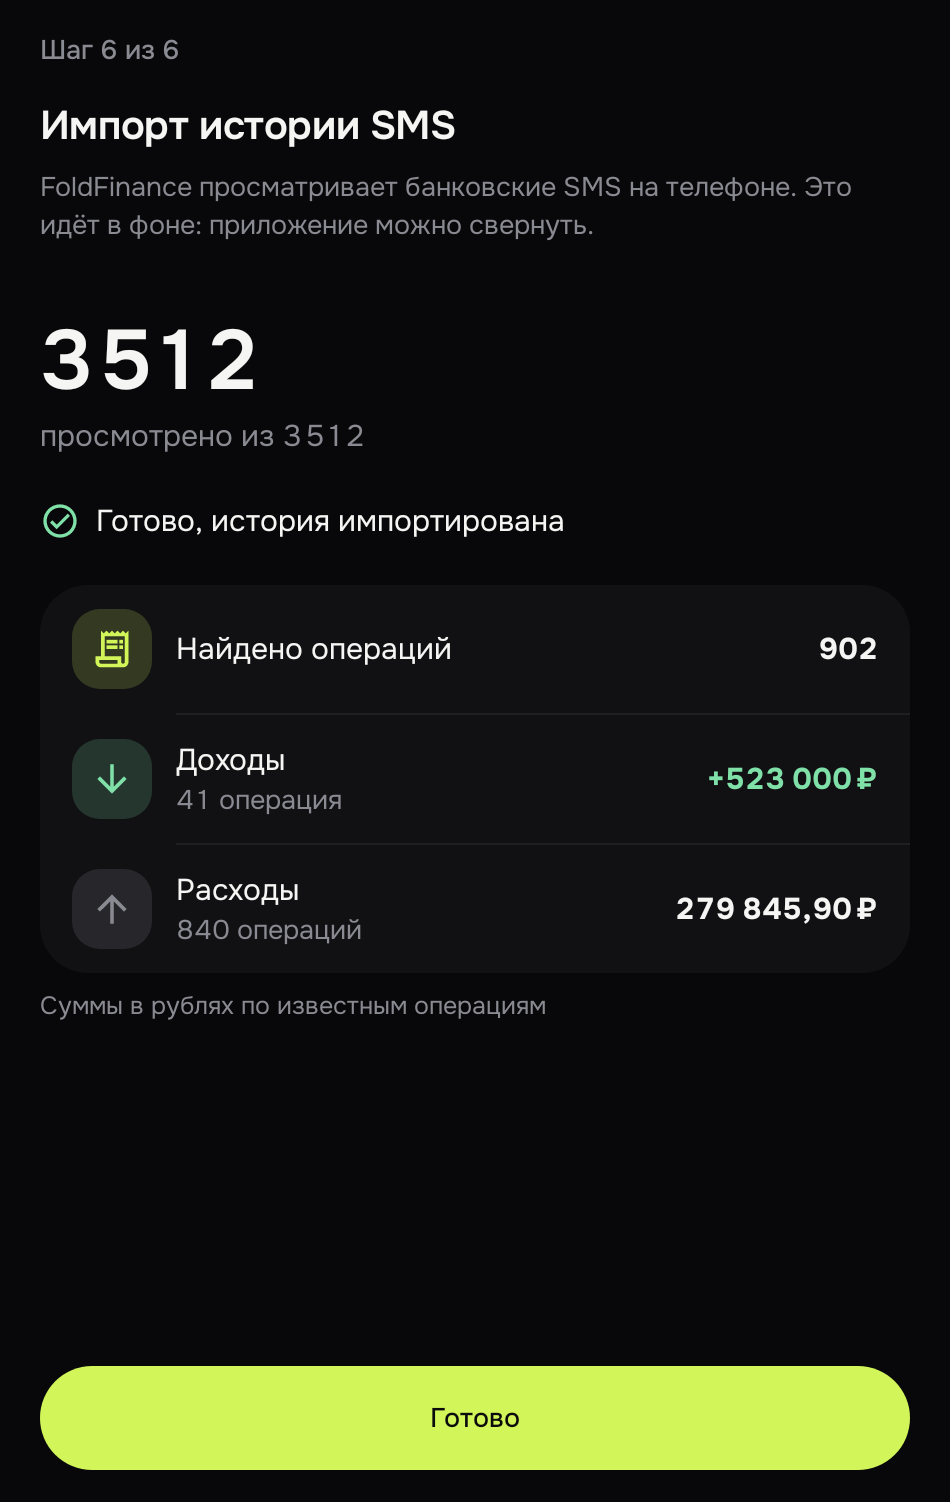 Шаг 6 из 6
Импорт истории SMS
FoldFinance просматривает банковские SMS на телефоне. Это
идёт в фоне: приложение можно свернуть.
3512
просмотрено из 3512
Готово, история импортирована
Найдено операций 902
Доходы
41 операция
+523 000 ₽
Расходы
840 операций
279 845,90 ₽
Суммы в рублях по известным операциям
Готово